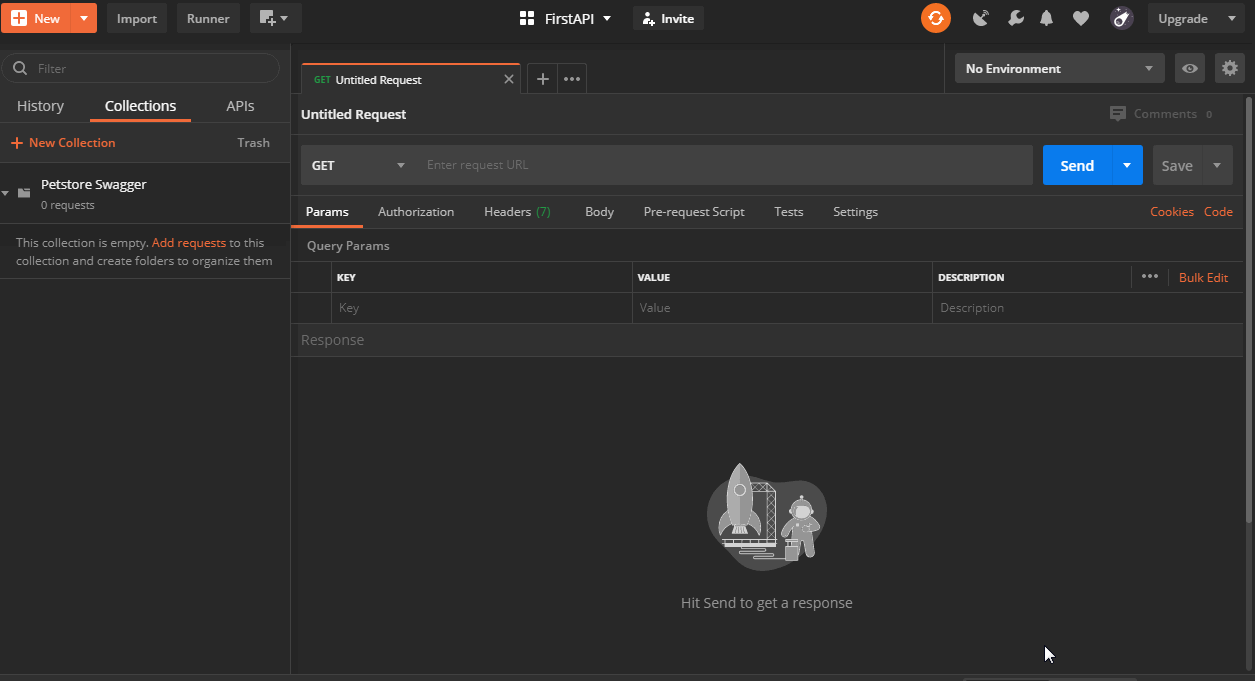 New Import Runner FirstAPI Invite Upgrade
Filter
GET Untitled Request No Environment
History Collections APIs
Untitled Request Comments 0
New Collection Trash
GET Enter request URL Send Save
Petstore Swagger
0 requests
Params Authorization Headers (7) Body Pre-request Script Tests Settings Cookies Code
This collection is empty. Add requests to this
collection and create folders to organize them
Query Params
KEY VALUE DESCRIPTION Bulk Edit
Key Value Description
Response
Hit Send to get a response